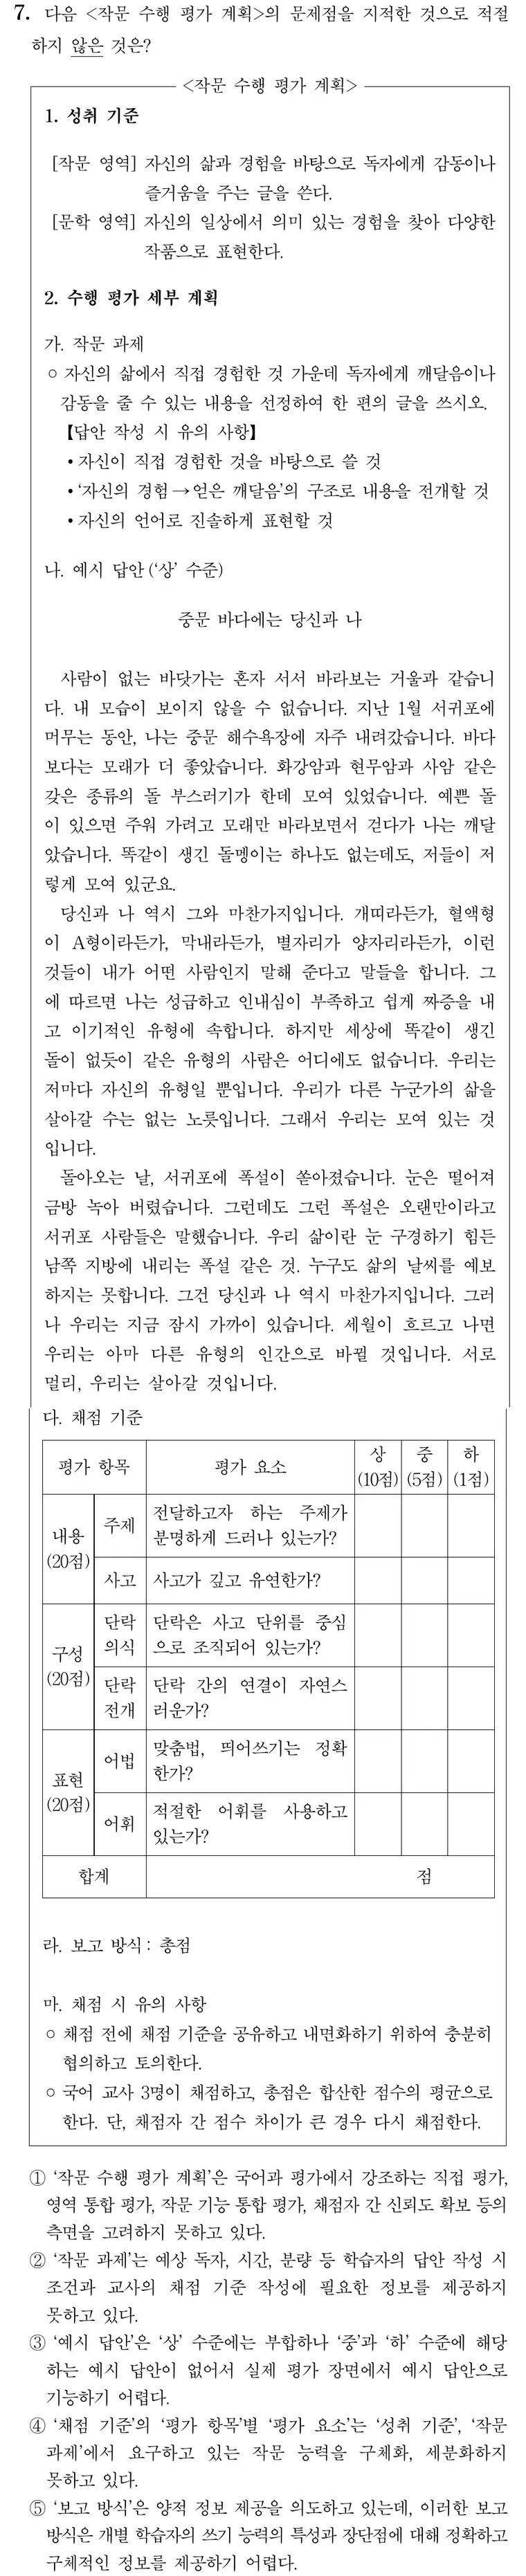 7. 다음 <작문 수행 평가 계획>의 문제점을 지적한 것으로 적절
하지 않은 것은?
<작문 수행 평가 계획>
1. 성취 기준
[작문 영역] 자신의 삶과 경험을 바탕으로 독자에게 감동이나
즐거움을 주는 글을 쓴다.
[문학 영역] 자신의 일상에서 의미 있는 경험을 찾아 다양한
작품으로 표현한다.
2. 수행 평가 세부 계획
가. 작문 과제
○ 자신의 삶에서 직접 경험한 것 가운데 독자에게 깨달음이나
감동을 줄 수 있는 내용을 선정하여 한 편의 글을 쓰시오.
【답안 작성 시 유의 사항】
• 자신이 직접 경험한 것을 바탕으로 쓸 것
• ‘자신의 경험 → 얻은 깨달음’의 구조로 내용을 전개할 것
• 자신의 언어로 진솔하게 표현할 것
나. 예시 답안 (‘상’ 수준)
중문 바다에는 당신과 나
사람이 없는 바닷가는 혼자 서서 바라보는 거울과 같습니
다. 내 모습이 보이지 않을 수 없습니다. 지난 1월 서귀포에
머무는 동안, 나는 중문 해수욕장에 자주 내려갔습니다. 바다
보다는 모래가 더 좋았습니다. 화강암과 현무암과 사암 같은
갖은 종류의 돌 부스러기가 한데 모여 있었습니다. 예쁜 돌
이 있으면 주워 가려고 모래만 바라보면서 걷다가 나는 깨달
았습니다. 똑같이 생긴 돌멩이는 하나도 없는데도, 저들이 저
렇게 모여 있군요.
당신과 나 역시 그와 마찬가지입니다. 개띠라든가, 혈액형
이 A형이라든가, 막내라든가, 별자리가 양자리라든가, 이런
것들이 내가 어떤 사람인지 말해 준다고 말들을 합니다. 그
에 따르면 나는 성급하고 인내심이 부족하고 쉽게 짜증을 내
고 이기적인 유형에 속합니다. 하지만 세상에 똑같이 생긴
돌이 없듯이 같은 유형의 사람은 어디에도 없습니다. 우리는
저마다 자신의 유형일 뿐입니다. 우리가 다른 누군가의 삶을
살아갈 수는 없는 노릇입니다. 그래서 우리는 모여 있는 것
입니다.
돌아오는 날, 서귀포에 폭설이 쏟아졌습니다. 눈은 떨어져
금방 녹아 버렸습니다. 그런데도 그런 폭설은 오랜만이라고
서귀포 사람들은 말했습니다. 우리 삶이란 눈 구경하기 힘든
남쪽 지방에 내리는 폭설 같은 것. 누구도 삶의 날씨를 예보
하지는 못합니다. 그건 당신과 나 역시 마찬가지입니다. 그러
나 우리는 지금 잠시 가까이 있습니다. 세월이 흐르고 나면
우리는 아마 다른 유형의 인간으로 바뀔 것입니다. 서로
멀리, 우리는 살아갈 것입니다.
다. 채점 기준
평가 항목 평가 요소 상 (10점) 중 (5점) 하 (1점)
내용 (20점) 주제 전달하고자 하는 주제가
분명하게 드러나 있는가?
사고 사고가 깊고 유연한가?
구성 (20점) 단락 의식 단락은 사고 단위를 중심
으로 조직되어 있는가?
단락 전개 단락 간의 연결이 자연스
러운가?
표현 (20점) 어법 맞춤법, 띄어쓰기는 정확
한가?
어휘 적절한 어휘를 사용하고
있는가?
합계 점
라. 보고 방식 : 총점
마. 채점 시 유의 사항
○ 채점 전에 채점 기준을 공유하고 내면화하기 위하여 충분히
협의하고 토의한다.
○ 국어 교사 3명이 채점하고, 총점은 합산한 점수의 평균으로
한다. 단, 채점자 간 점수 차이가 큰 경우 다시 채점한다.
① ‘작문 수행 평가 계획’은 국어과 평가에서 강조하는 직접 평가,
영역 통합 평가, 작문 기능 통합 평가, 채점자 간 신뢰도 확보 등의
측면을 고려하지 못하고 있다.
② ‘작문 과제’는 예상 독자, 시간, 분량 등 학습자의 답안 작성 시
조건과 교사의 채점 기준 작성에 필요한 정보를 제공하지
못하고 있다.
③ ‘예시 답안’은 ‘상’ 수준에는 부합하나 ‘중’과 ‘하’ 수준에 해당
하는 예시 답안이 없어서 실제 평가 장면에서 예시 답안으로
기능하기 어렵다.
④ ‘채점 기준’의 ‘평가 항목’별 ‘평가 요소’는 ‘성취 기준’, ‘작문
과제’에서 요구하고 있는 작문 능력을 구체화, 세분화하지
못하고 있다.
⑤ ‘보고 방식’은 양적 정보 제공을 의도하고 있는데, 이러한 보고
방식은 개별 학습자의 쓰기 능력의 특성과 장단점에 대해 정확하고
구체적인 정보를 제공하기 어렵다.